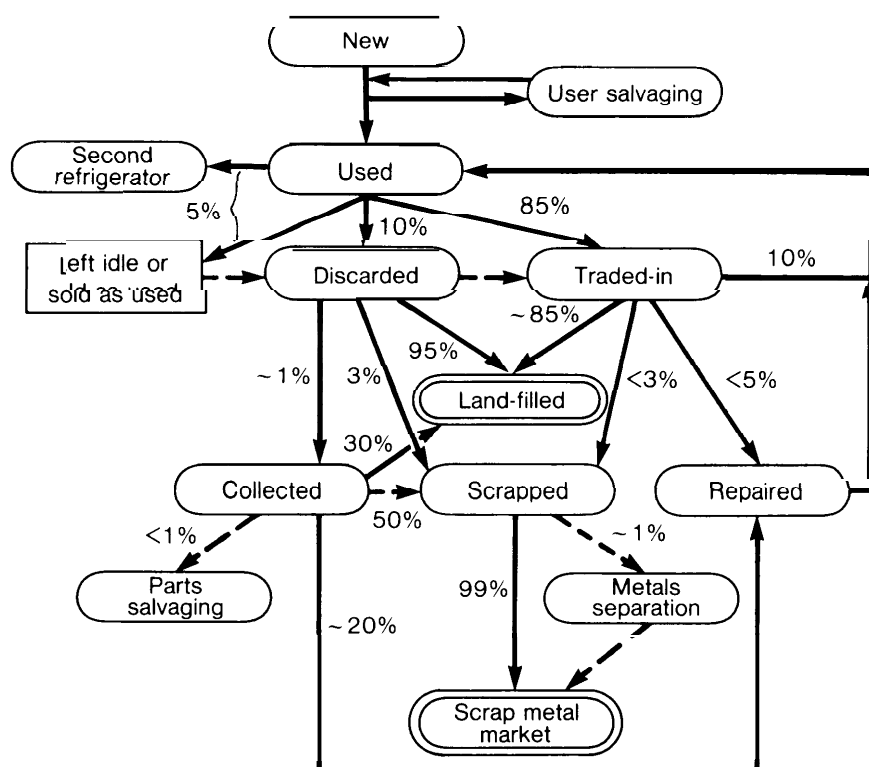 New
User salvaging
Second
refrigerator
Used
5%
10%
85%
Left idle or
sold as used
Discarded
Traded-in
10%
~1%
3%
95%
~85%
<3%
<5%
Land-filled
30%
Collected
50%
Scrapped
Repaired
<1%
~1%
Parts
salvaging
99%
Metals
separation
~20%
Scrap metal
market